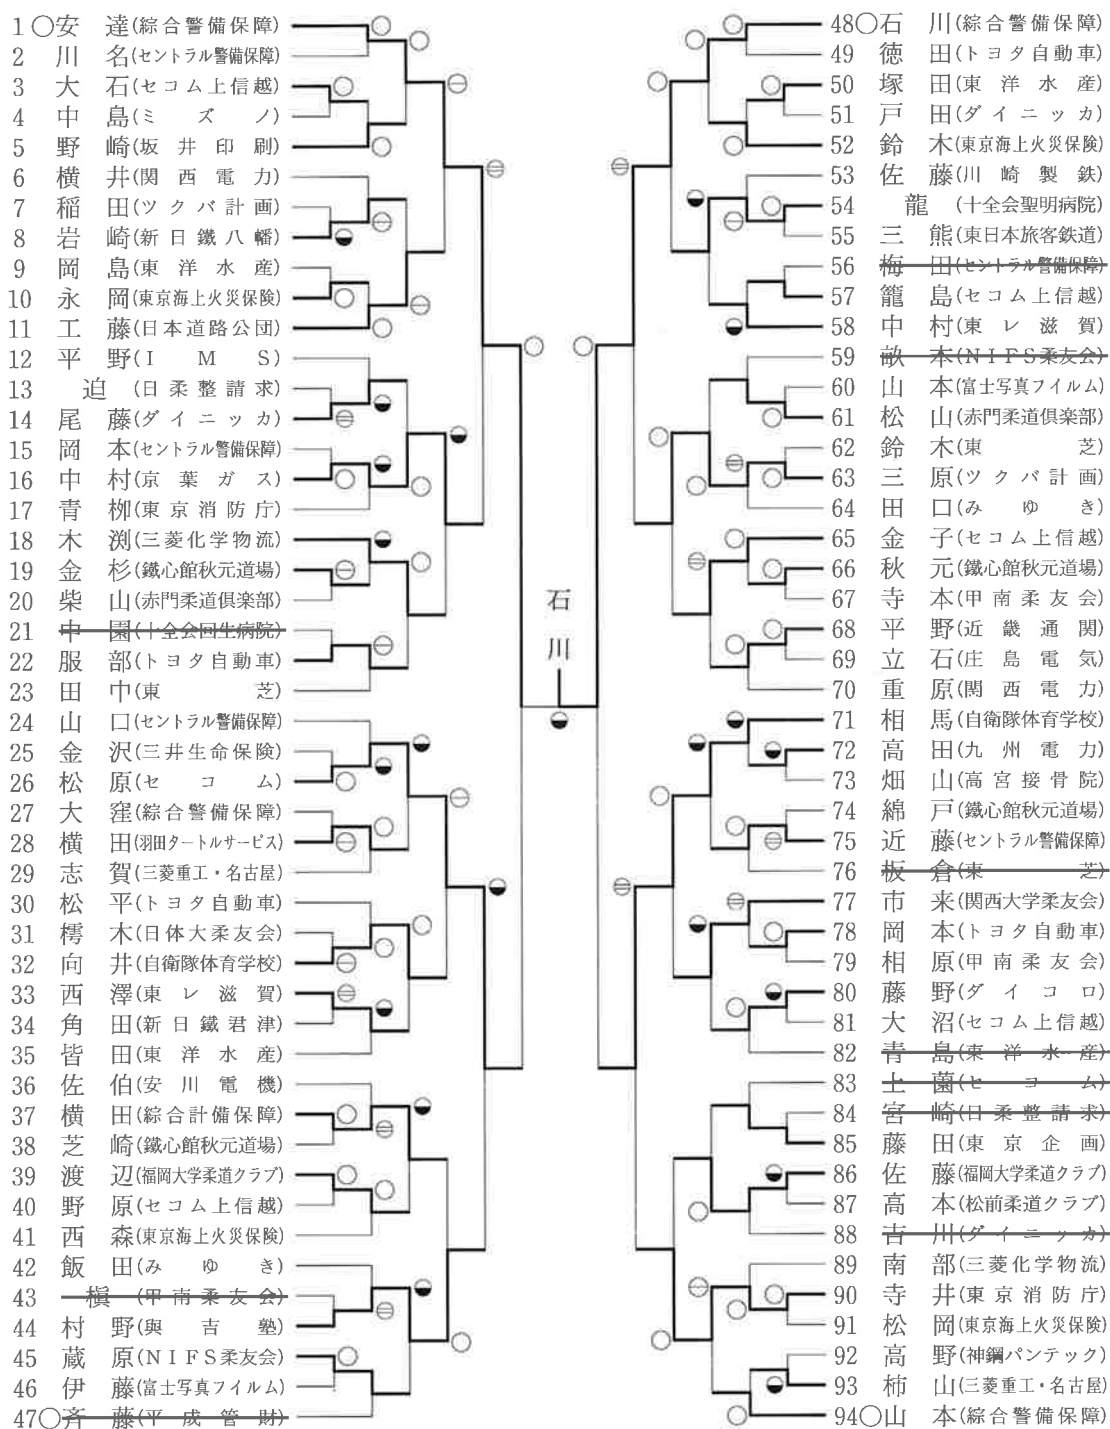 1○安達(綜合警備保障)
2 川名(セントラル警備保障)
3 大石(セコム上信越)
4 中島(ミズノ)
5 野崎(坂井印刷)
6 横井(関西電力)
7 稲田(ツクバ計画)
8 岩崎(新日鐵八幡)
9 岡島(東洋水産)
10 永岡(東京海上火災保険)
11 工藤(日本道路公団)
12 平野(IMS)
13 迫(日柔整請求)
14 尾藤(ダイニッカ)
15 岡本(セントラル警備保障)
16 中村(京葉ガス)
17 青柳(東京消防庁)
18 木渕(三菱化学物流)
19 金杉(鐵心館秋元道場)
20 柴山(赤門柔道倶楽部)
21 中園(十全会回生病院)
22 服部(トヨタ自動車)
23 田中(東芝)
24 山口(セントラル警備保障)
25 金沢(三井生命保険)
26 松原(セコム)
27 大窪(綜合警備保障)
28 横田(羽田タートルサービス)
29 志賀(三菱重工・名古屋)
30 松平(トヨタ自動車)
31 樗木(日体大柔友会)
32 向井(自衛隊体育学校)
33 西澤(東レ滋賀)
34 角田(新日鐵君津)
35 皆田(東洋水産)
36 佐伯(安川電機)
37 横田(綜合計備保障)
38 芝崎(鐵心館秋元道場)
39 渡辺(福岡大学柔道クラブ)
40 野原(セコム上信越)
41 西森(東京海上火災保険)
42 飯田(みゆき)
43 槇(甲南柔友会)
44 村野(與吉塾)
45 蔵原(NIFS柔友会)
46 伊藤(富士写真フイルム)
47○斉藤(平成管財)
石川
48○石川(綜合警備保障)
49 徳田(トヨタ自動車)
50 塚田(東洋水産)
51 戸田(ダイニッカ)
52 鈴木(東京海上火災保険)
53 佐藤(川崎製鉄)
54 龍(十全会聖明病院)
55 三熊(東日本旅客鉄道)
56 梅田(セントラル警備保障)
57 籠島(セコム上信越)
58 中村(東レ滋賀)
59 畝本(NIFS柔友会)
60 山本(富士写真フイルム)
61 松山(赤門柔道倶楽部)
62 鈴木(東芝)
63 三原(ツクバ計画)
64 田口(みゆき)
65 金子(セコム上信越)
66 秋元(鐵心館秋元道場)
67 寺本(甲南柔友会)
68 平野(近畿通関)
69 立石(庄島電気)
70 重原(関西電力)
71 相馬(自衛隊体育学校)
72 高田(九州電力)
73 畑山(高宮接骨院)
74 綿戸(鐵心館秋元道場)
75 近藤(セントラル警備保障)
76 板倉(東芝)
77 市来(関西大学柔友会)
78 岡本(トヨタ自動車)
79 相原(甲南柔友会)
80 藤野(ダイコロ)
81 大沼(セコム上信越)
82 青島(東洋水産)
83 上薗(セコム)
84 宮崎(日柔整請求)
85 藤田(東京企画)
86 佐藤(福岡大学柔道クラブ)
87 高本(松前柔道クラブ)
88 吉川(ダイニッカ)
89 南部(三菱化学物流)
90 寺井(東京消防庁)
91 松岡(東京海上火災保険)
92 高野(神鋼パンテック)
93 柿山(三菱重工・名古屋)
94○山本(綜合警備保障)